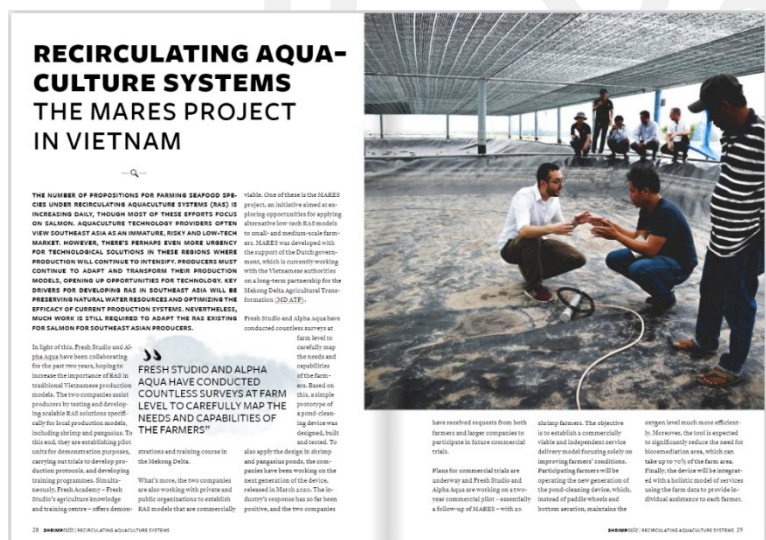 RECIRCULATING AQUA-
CULTURE SYSTEMS
THE MARES PROJECT
IN VIETNAM
THE NUMBER OF PROPOSITIONS FOR FARMING SEAFOOD SPE-
CIES UNDER RECIRCULATING AQUACULTURE SYSTEMS (RAS) IS
INCREASING DAILY, THOUGH MOST OF THESE EFFORTS FOCUS
ON SALMON. AQUACULTURE TECHNOLOGY PROVIDERS OFTEN
VIEW SOUTHEAST ASIA AS AN IMMATURE, RISKY AND LOW-TECH
MARKET. HOWEVER, THERE'S PERHAPS EVEN MORE URGENCY
FOR TECHNOLOGICAL SOLUTIONS IN THESE REGIONS WHERE
PRODUCTION WILL CONTINUE TO INTENSIFY. PRODUCERS MUST
CONTINUE TO ADAPT AND TRANSFORM THEIR PRODUCTION
MODELS, OPENING UP OPPORTUNITIES FOR TECHNOLOGY. KEY
DRIVERS FOR DEVELOPING RAS IN SOUTHEAST ASIA WILL BE
PRESERVING NATURAL WATER RESOURCES AND OPTIMIZING THE
EFFICACY OF CURRENT PRODUCTION SYSTEMS. NEVERTHELESS,
MUCH WORK IS STILL REQUIRED TO ADAPT THE RAS EXISTING
FOR SALMON FOR SOUTHEAST ASIAN PRODUCERS.
In light of this, Fresh Studio and Al-
pha Aqua have been collaborating
for the past two years, hoping to
increase the importance of RAS in
traditional Vietnamese production
models. The two companies assist
producers by testing and develop-
ing scalable RAS solutions specifi-
cally for local production models,
including shrimp and pangasius. To
this end, they are establishing pilot
units for demonstration purposes,
carrying out trials to develop pro-
duction protocols, and developing
training programmes. Simulta-
neously, Fresh Academy – Fresh
Studio's agriculture knowledge
and training centre – offers demon-
FRESH STUDIO AND ALPHA
AQUA HAVE CONDUCTED
COUNTLESS SURVEYS AT FARM
LEVEL TO CAREFULLY MAP THE
NEEDS AND CAPABILITIES OF
THE FARMERS”
strations and training course in
the Mekong Delta.
What's more, the two companies
are also working with private and
public organizations to establish
RAS models that are commercially
viable. One of these is the MARES
project, an initiative aimed at ex-
ploring opportunities for applying
alternative low-tech RAS models
to small- and medium-scale farm-
ers. MARES was developed with
the support of the Dutch govern-
ment, which is currently working
with the Vietnamese authorities
on a long-term partnership for the
Mekong Delta Agricultural Trans-
formation (MD ATP).
Fresh Studio and Alpha Aqua have
conducted countless surveys at
farm level to
carefully map
the needs and
capabilities
of the farm-
ers. Based on
this, a simple
prototype of
a pond-clean-
ing device was
designed, built
and tested. To
also apply the design in shrimp
and pangasius ponds, the com-
panies have been working on the
next generation of the device,
released in March 2020. The in-
dustry's response has so far been
positive, and the two companies
have received requests from both
farmers and larger companies to
participate in future commercial
trials.
Plans for commercial trials are
underway and Fresh Studio and
Alpha Aqua are working on a two-
year commercial pilot – essentially
a follow-up of MARES – with 20
shrimp farmers. The objective
is to establish a commercially
viable and independent service
delivery model focusing solely on
improving farmers' conditions.
Participating farmers will be
operating the new generation of
the pond-cleaning device, which,
instead of paddle wheels and
bottom aeration, maintains the
oxygen level much more efficient-
ly. Moreover, the tool is expected
to significantly reduce the need for
bioremediation area, which can
take up to 70% of the farm area.
Finally, the device will be integrat-
ed with a holistic model of services
using the farm data to provide in-
dividual assistance to each farmer.
28 SHRIMP 2020 | RECIRCULATING AQUACULTURE SYSTEMS
SHRIMP 2020 | RECIRCULATING AQUACULTURE SYSTEMS 29